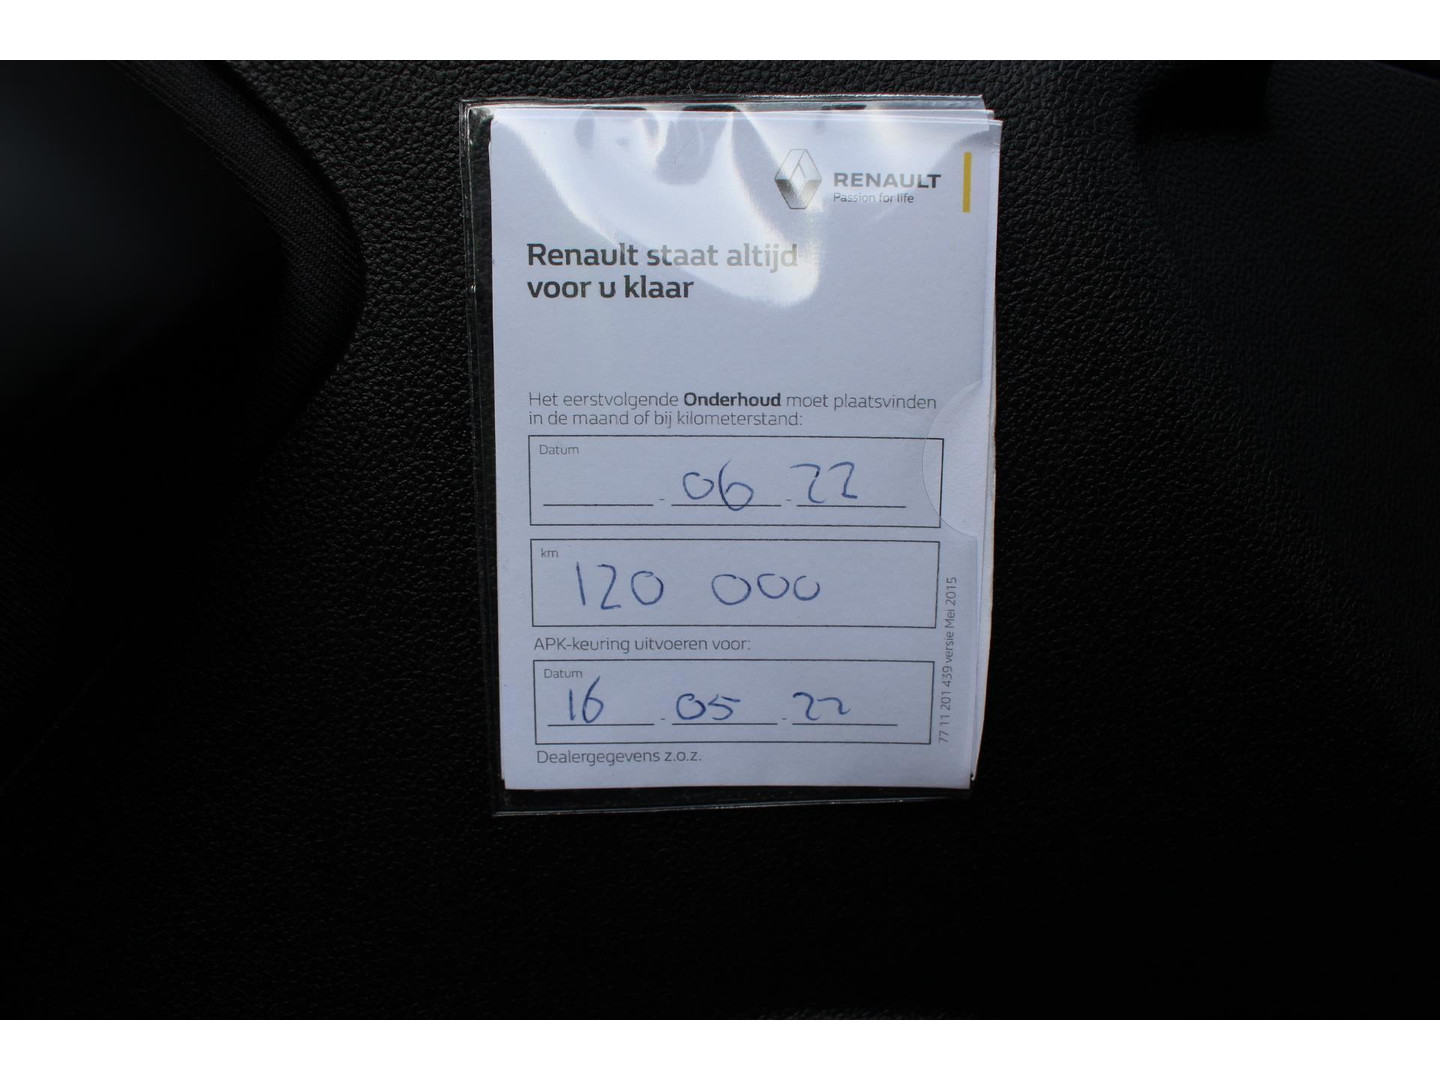 RENAULT
Passion for life
Renault staat altijd
voor u klaar
Het eerstvolgende Onderhoud moet plaatsvinden
in de maand of bij kilometerstand:
Datum
06 - 22
km
120 000
APK-keuring uitvoeren voor:
Datum
16 - 05 - 22
Dealergegevens z.o.z.
77 11 201 439 versie Mei 2015